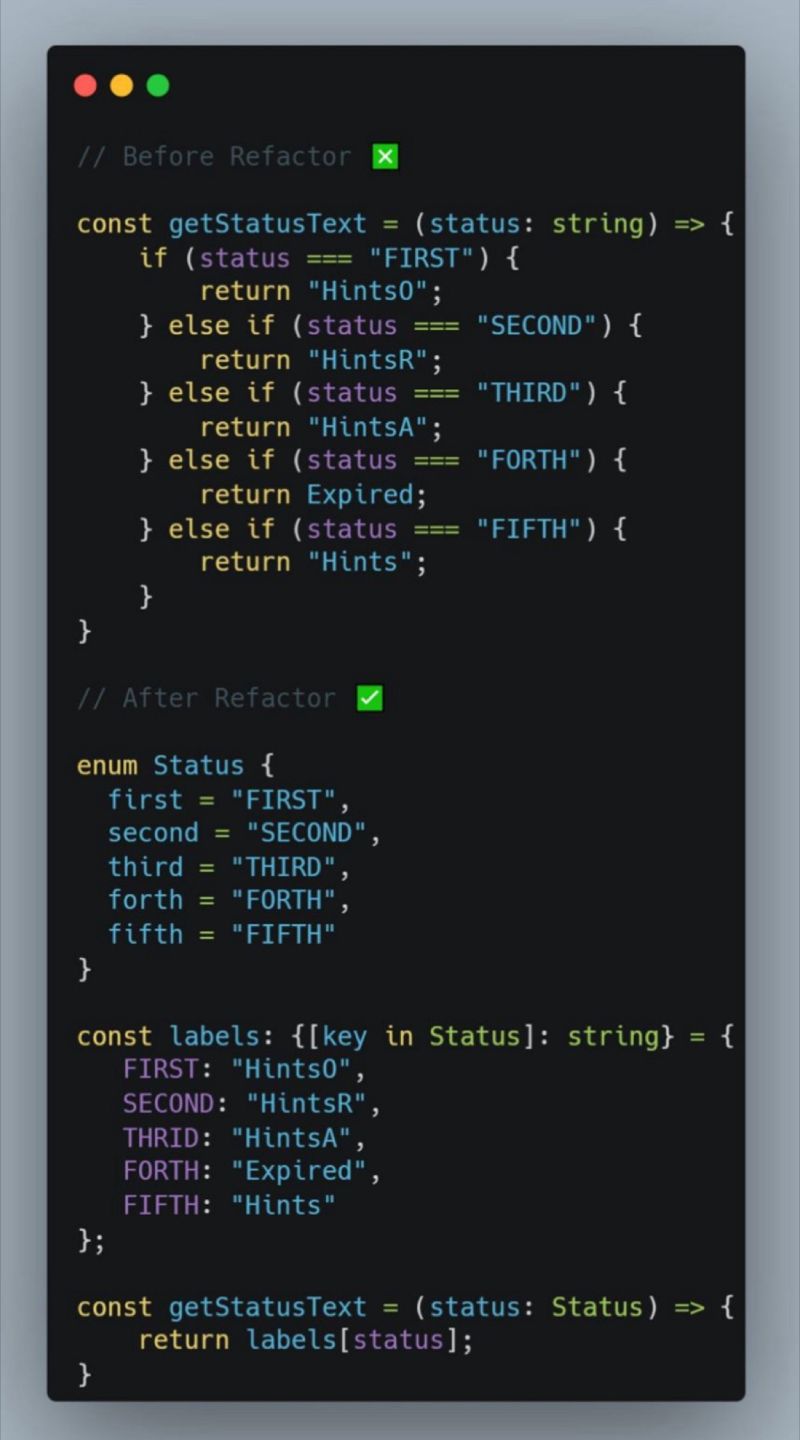 // Before Refactor ❎
const getStatusText = (status: string) => {
    if (status === "FIRST") {
        return "HintsO";
    } else if (status === "SECOND") {
        return "HintsR";
    } else if (status === "THIRD") {
        return "HintsA";
    } else if (status === "FORTH") {
        return Expired;
    } else if (status === "FIFTH") {
        return "Hints";
    }
}
// After Refactor ✅
enum Status {
  first = "FIRST",
  second = "SECOND",
  third = "THIRD",
  forth = "FORTH",
  fifth = "FIFTH"
}
const labels: {[key in Status]: string} = {
   FIRST: "HintsO",
   SECOND: "HintsR",
   THRID: "HintsA",
   FORTH: "Expired",
   FIFTH: "Hints"
};
const getStatusText = (status: Status) => {
    return labels[status];
}